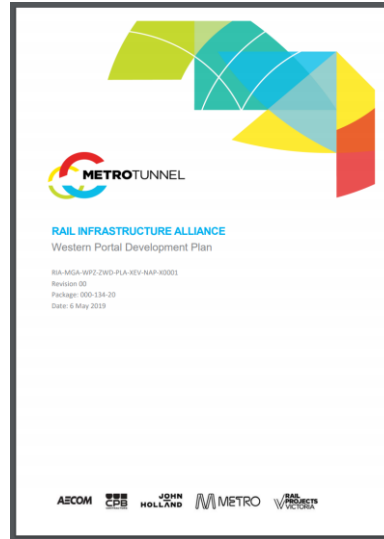 METROTUNNEL
RAIL INFRASTRUCTURE ALLIANCE
Western Portal Development Plan
RIA-MGA-WPZ-ZWD-PLA-XEV-NAP-X0001
Revision 00
Package: 000-134-20
Date: 6 May 2019
AECOM CPB JOHN HOLLAND METRO RAIL PROJECTS VICTORIA